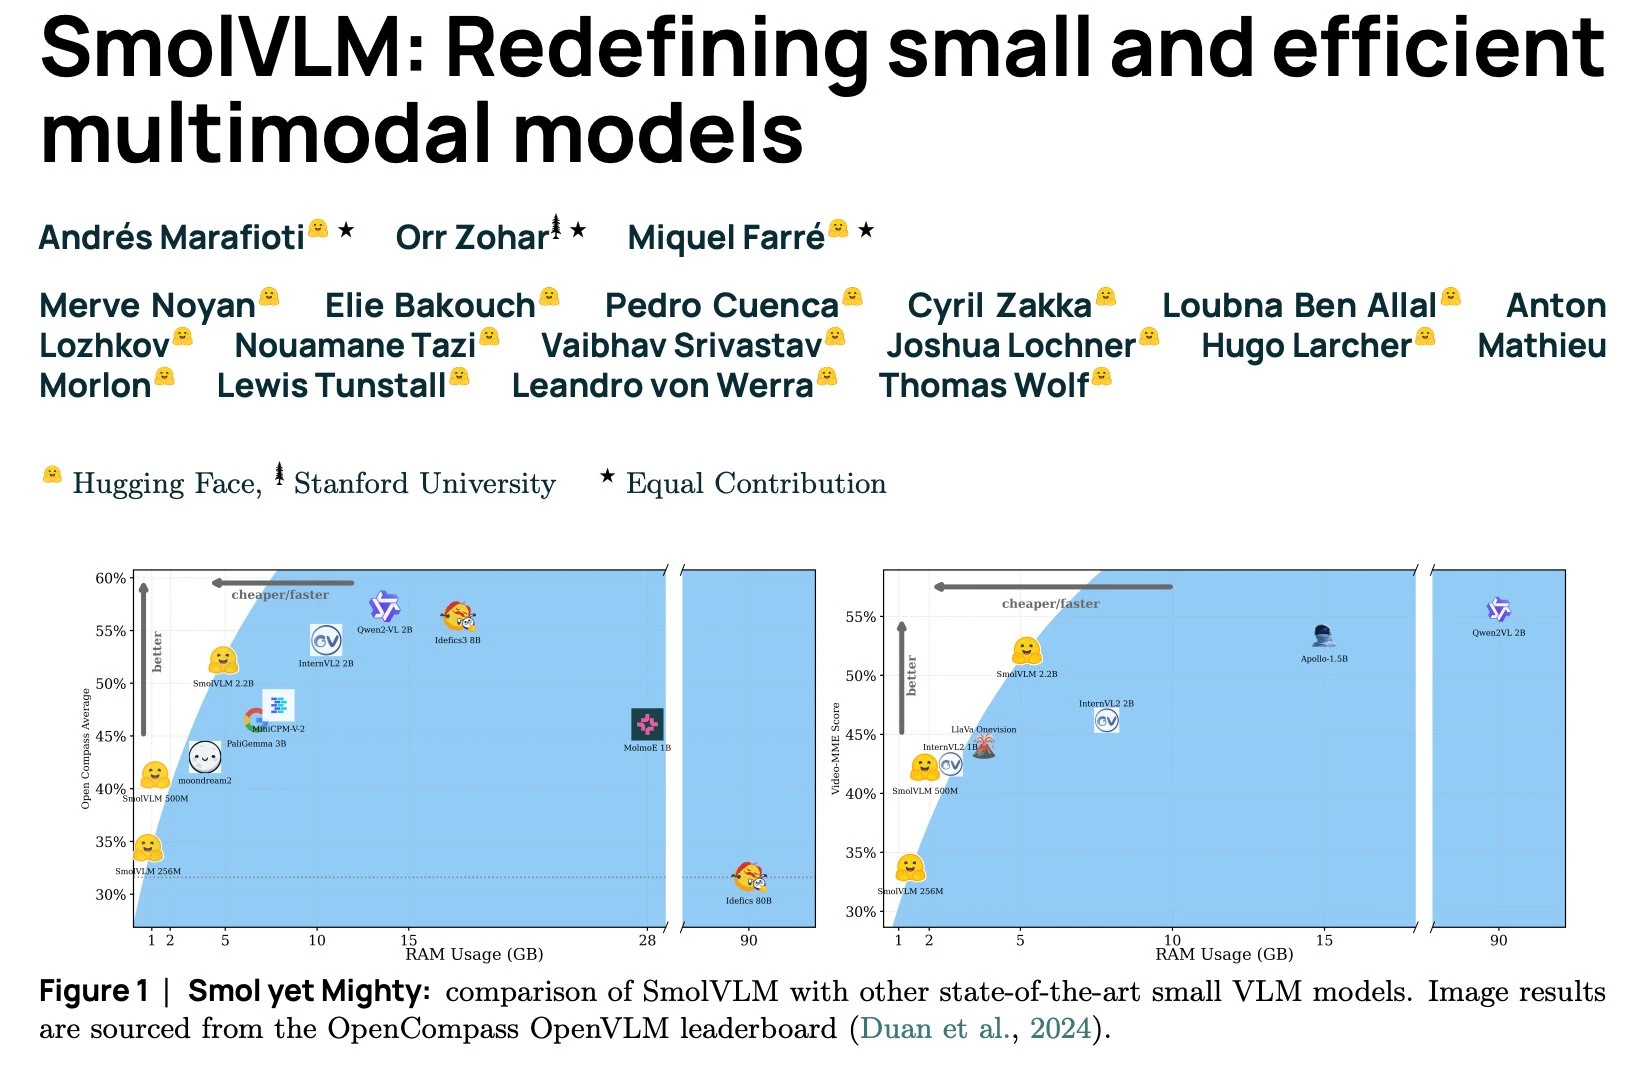 SmolVLM: Redefining small and efficient
multimodal models
Andrés Marafioti ★ Orr Zohar ★ Miquel Farré ★
Merve Noyan Elie Bakouch Pedro Cuenca Cyril Zakka Loubna Ben Allal Anton
Lozhkov Nouamane Tazi Vaibhav Srivastav Joshua Lochner Hugo Larcher Mathieu
Morlon Lewis Tunstall Leandro von Werra Thomas Wolf
Hugging Face, Stanford University ★ Equal Contribution
Open Compass Average
60%
55%
50%
45%
40%
35%
30%
better
cheaper/faster
Qwen2-VL 2B
Idefics3 8B
InternVL2 2B
SmolVLM 2.2B
MiniCPM-V-2
PaliGemma 3B
MolmoE 1B
moondream2
SmolVLM 500M
SmolVLM 256M
Idefics 80B
1 2 5 10 15 28 90
RAM Usage (GB)
Video-MME Score
55%
50%
45%
40%
35%
30%
better
cheaper/faster
Qwen2VL 2B
Apollo-1.5B
SmolVLM 2.2B
InternVL2 2B
LlaVa Onevision
InternVL2 1B
SmolVLM 500M
SmolVLM 256M
1 2 5 10 15 90
RAM Usage (GB)
Figure 1 | Smol yet Mighty: comparison of SmolVLM with other state-of-the-art small VLM models. Image results
are sourced from the OpenCompass OpenVLM leaderboard (Duan et al., 2024).